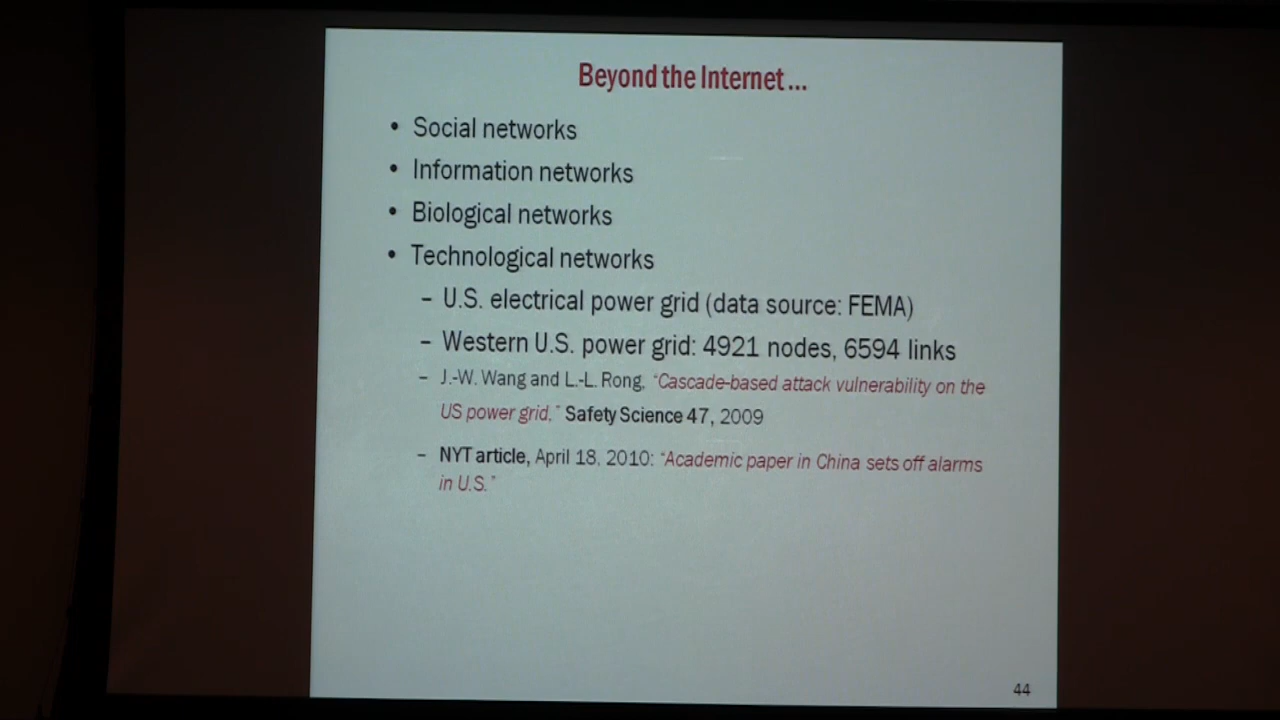 Beyond the Internet ...
• Social networks
• Information networks
• Biological networks
• Technological networks
– U.S. electrical power grid (data source: FEMA)
– Western U.S. power grid: 4921 nodes, 6594 links
– J.-W. Wang and L.-L. Rong, "Cascade-based attack vulnerability on the
US power grid." Safety Science 47, 2009
– NYT article, April 18, 2010: "Academic paper in China sets off alarms
in U.S."
44